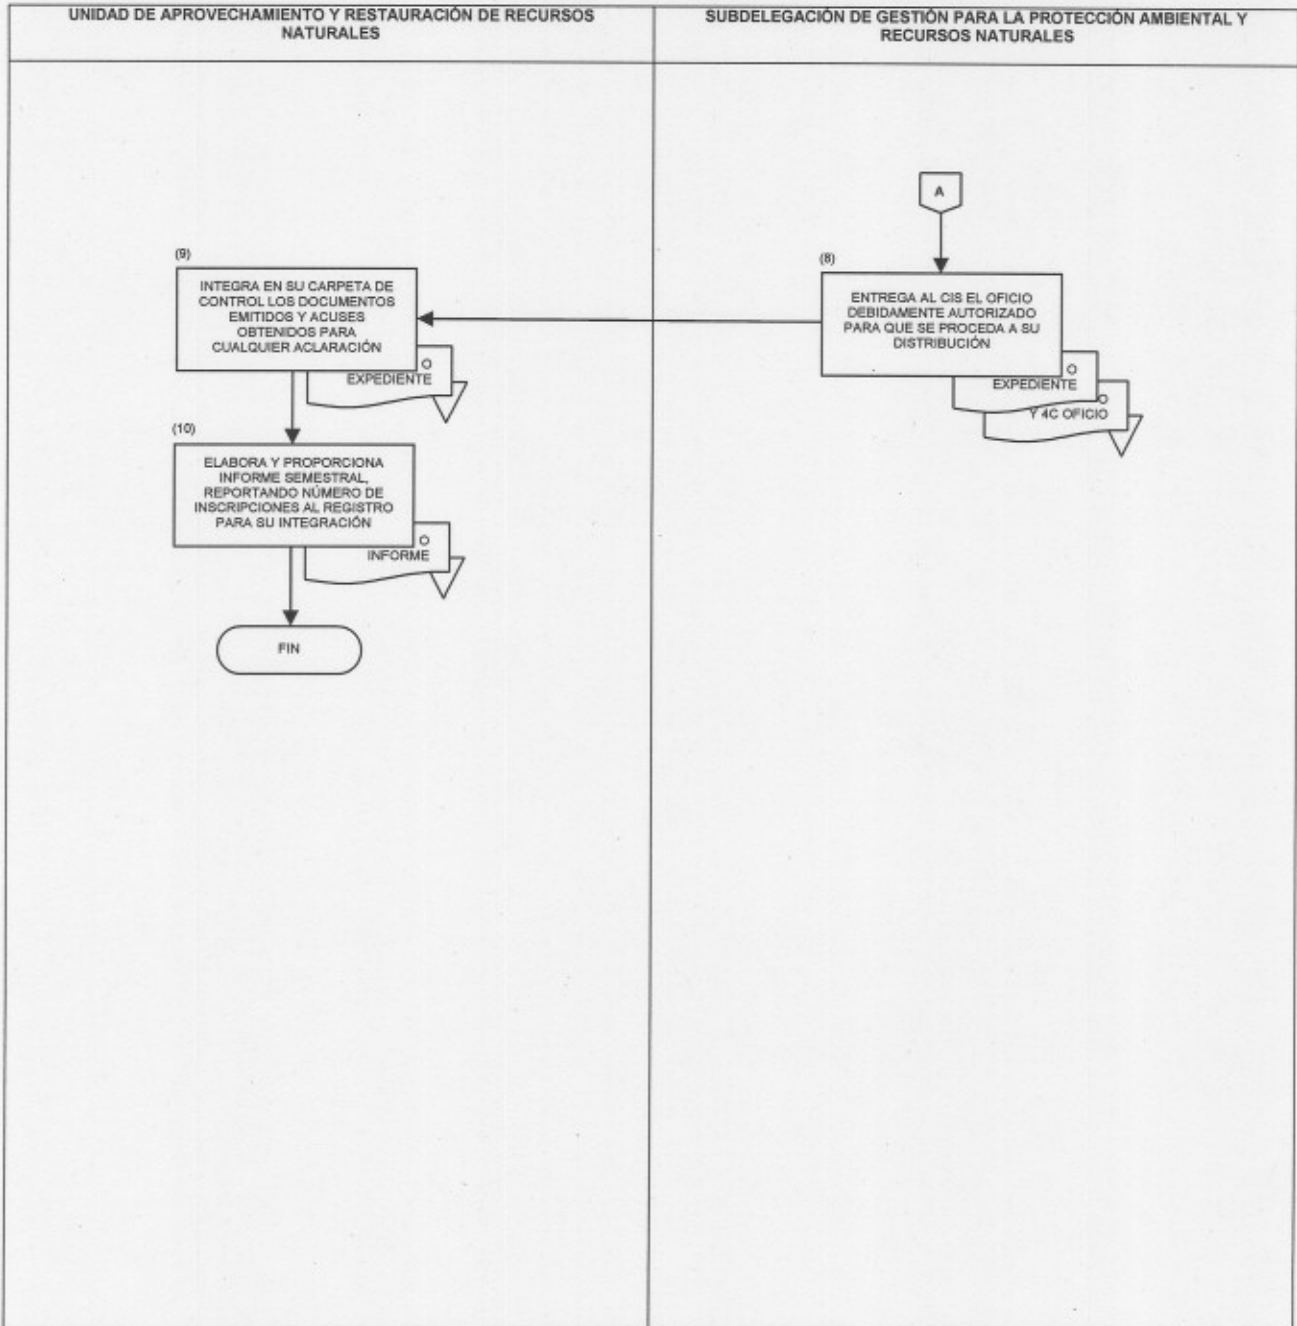 UNIDAD DE APROVECHAMIENTO Y RESTAURACIÓN DE RECURSOS
NATURALES
SUBDELEGACIÓN DE GESTIÓN PARA LA PROTECCIÓN AMBIENTAL Y
RECURSOS NATURALES
A
(8)
ENTREGA AL CIS EL OFICIO
DEBIDAMENTE AUTORIZADO
PARA QUE SE PROCEDA A SU
DISTRIBUCIÓN
O
EXPEDIENTE
O
Y 4C OFICIO
(9)
INTEGRA EN SU CARPETA DE
CONTROL LOS DOCUMENTOS
EMITIDOS Y ACUSES
OBTENIDOS PARA
CUALQUIER ACLARACIÓN
O
EXPEDIENTE
(10)
ELABORA Y PROPORCIONA
INFORME SEMESTRAL,
REPORTANDO NÚMERO DE
INSCRIPCIONES AL REGISTRO
PARA SU INTEGRACIÓN
O
INFORME
FIN